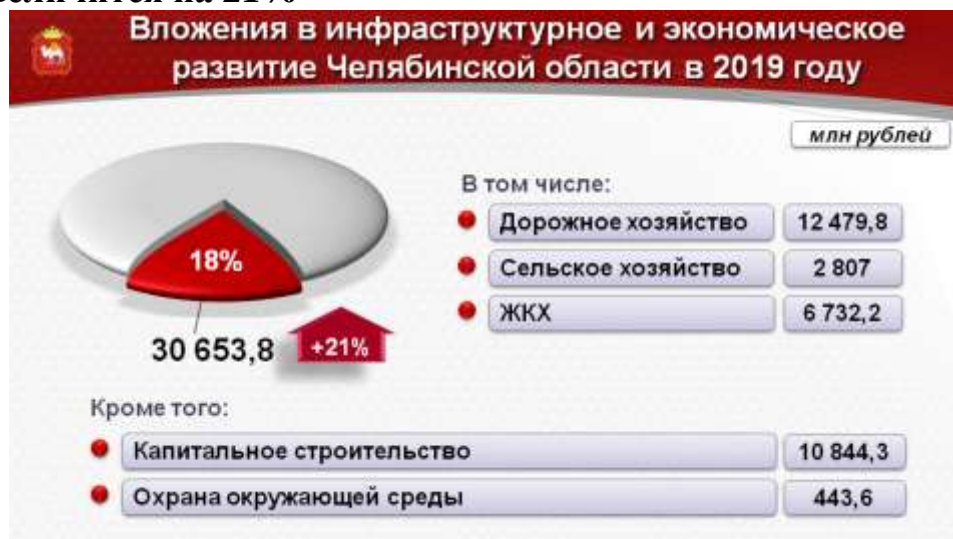 на 21%
Вложения в инфраструктурное и экономическое
развитие Челябинской области в 2019 году
млн рублей
В том числе:
Дорожное хозяйство 12 479,8
Сельское хозяйство 2 807
ЖКХ 6 732,2
18%
30 653,8 +21%
Кроме того:
Капитальное строительство 10 844,3
Охрана окружающей среды 443,6